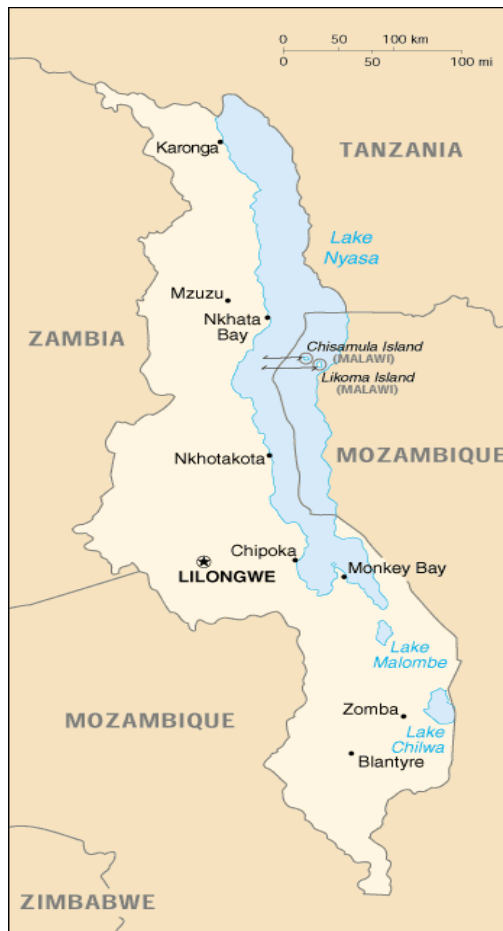 0 50 100 km
0 50 100 mi
Karonga
TANZANIA
Lake
Nyasa
Mzuzu
Nkhata
Bay
ZAMBIA
Chisamula Island
(MALAWI)
Likoma Island
(MALAWI)
MOZAMBIQUE
Nkhotakota
Chipoka
LILONGWE
Monkey Bay
Lake
Malombe
MOZAMBIQUE
Zomba
Lake
Chilwa
Blantyre
ZIMBABWE